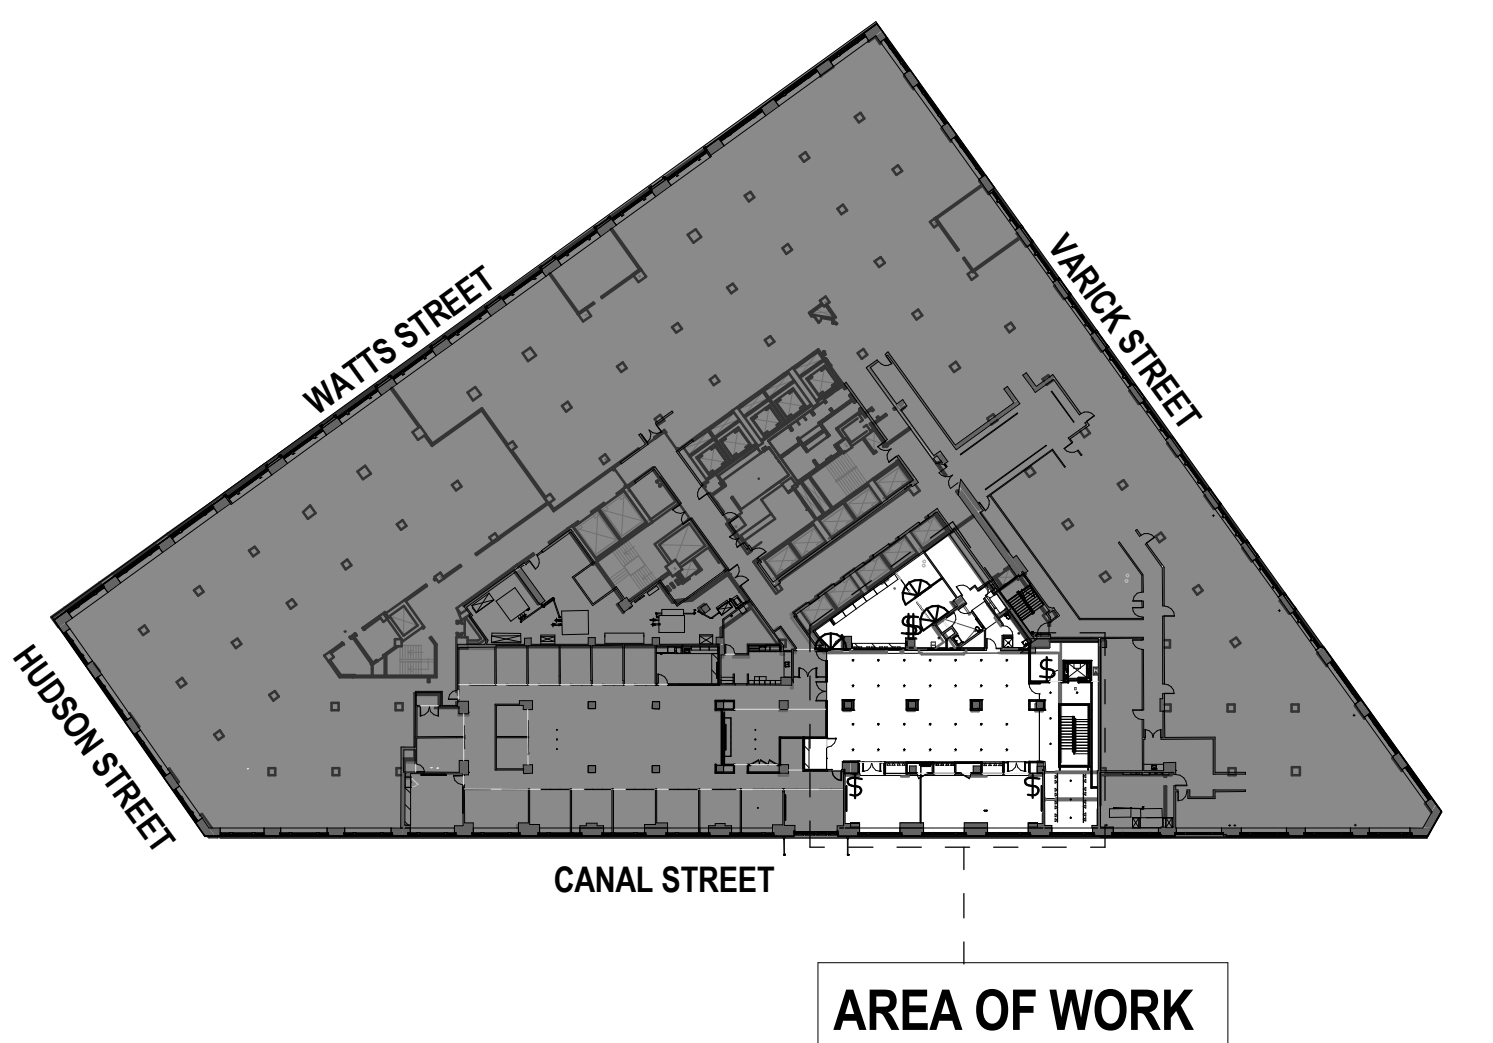 WATTS STREET
VARICK STREET
HUDSON STREET
$
$
$
$
CANAL STREET
AREA OF WORK